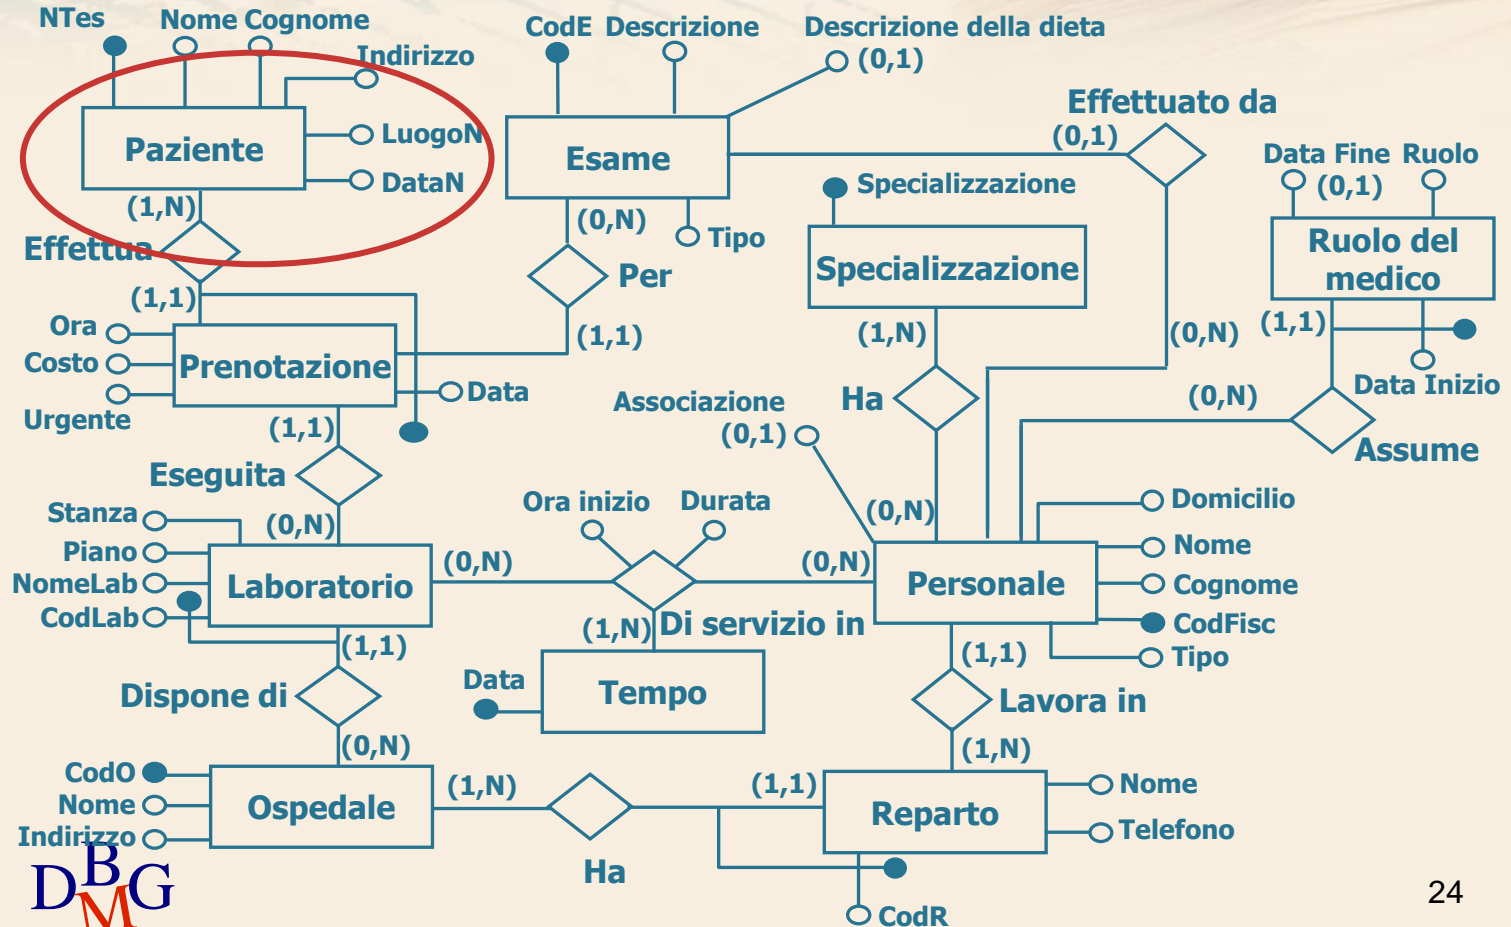 NTes
Nome Cognome
Indirizzo
Paziente
LuogoN
DataN
(1,N)
Effettua
(1,1)
CodE Descrizione
Descrizione della dieta
(0,1)
Esame
(0,N)
Tipo
Per
(1,1)
Effettuato da
(0,1)
(0,N)
Specializzazione
Specializzazione
(1,N)
Ha
(0,N)
Data Fine Ruolo
(0,1)
Ruolo del
medico
(1,1)
Data Inizio
(0,N)
Assume
Ora
Costo
Urgente
Prenotazione
Data
(1,1)
Eseguita
(0,N)
Stanza
Piano
NomeLab
CodLab
Laboratorio
(0,N)
(1,1)
Ora inizio
Durata
Associazione
(0,1)
(0,N)
Di servizio in
(1,N)
Data
Tempo
Personale
Domicilio
Nome
Cognome
CodFisc
Tipo
(1,1)
Lavora in
(1,N)
Dispone di
(0,N)
CodO
Nome
Indirizzo
Ospedale
(1,N)
Ha
(1,1)
Reparto
Nome
Telefono
CodR
DBMG
24